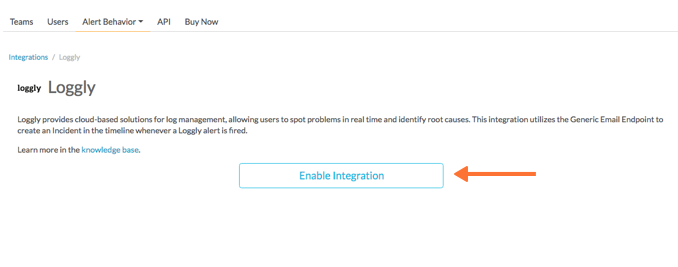 Teams Users Alert Behavior API Buy Now
Integrations / Loggly
loggly Loggly
Loggly provides cloud-based solutions for log management, allowing users to spot problems in real time and identify root causes. This integration utilizes the Generic Email Endpoint to
create an Incident in the timeline whenever a Loggly alert is fired.
Learn more in the knowledge base.
Enable Integration